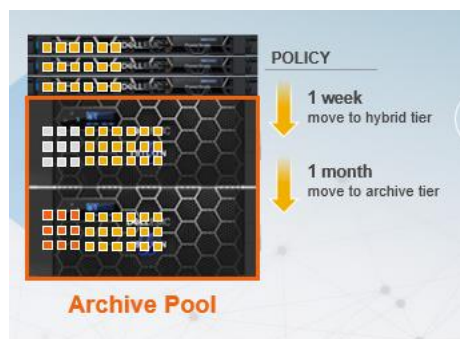 POLICY
1 week
move to hybrid tier
1 month
move to archive tier
Archive Pool